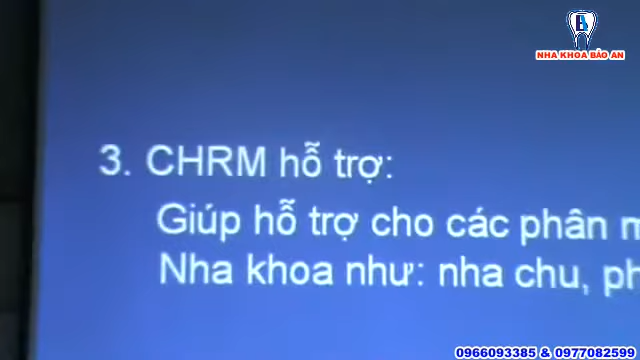 NHA KHOA BẢO AN
3. CHRM hỗ trợ:
Giúp hỗ trợ cho các phân
Nha khoa như: nha chu,
0966093385 & 0977082599